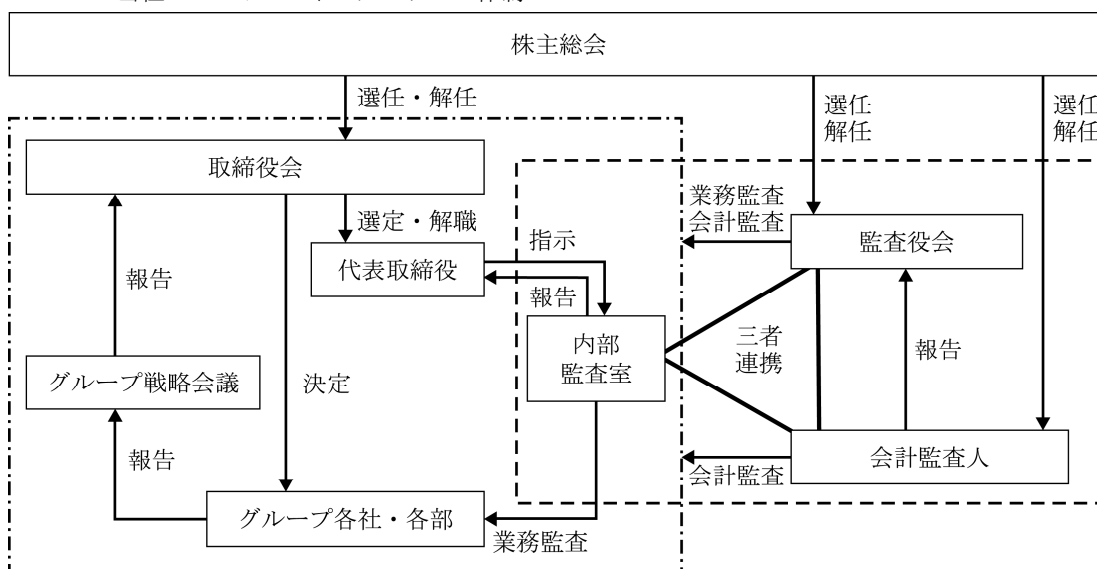 株主総会
選任・解任
選任
解任
選任
解任
取締役会
選定・解職
代表取締役
指示
報告
業務監査
会計監査
監査役会
報告
内部
監査室
三者
連携
報告
グループ戦略会議
決定
報告
会計監査
会計監査人
グループ各社・各部
業務監査